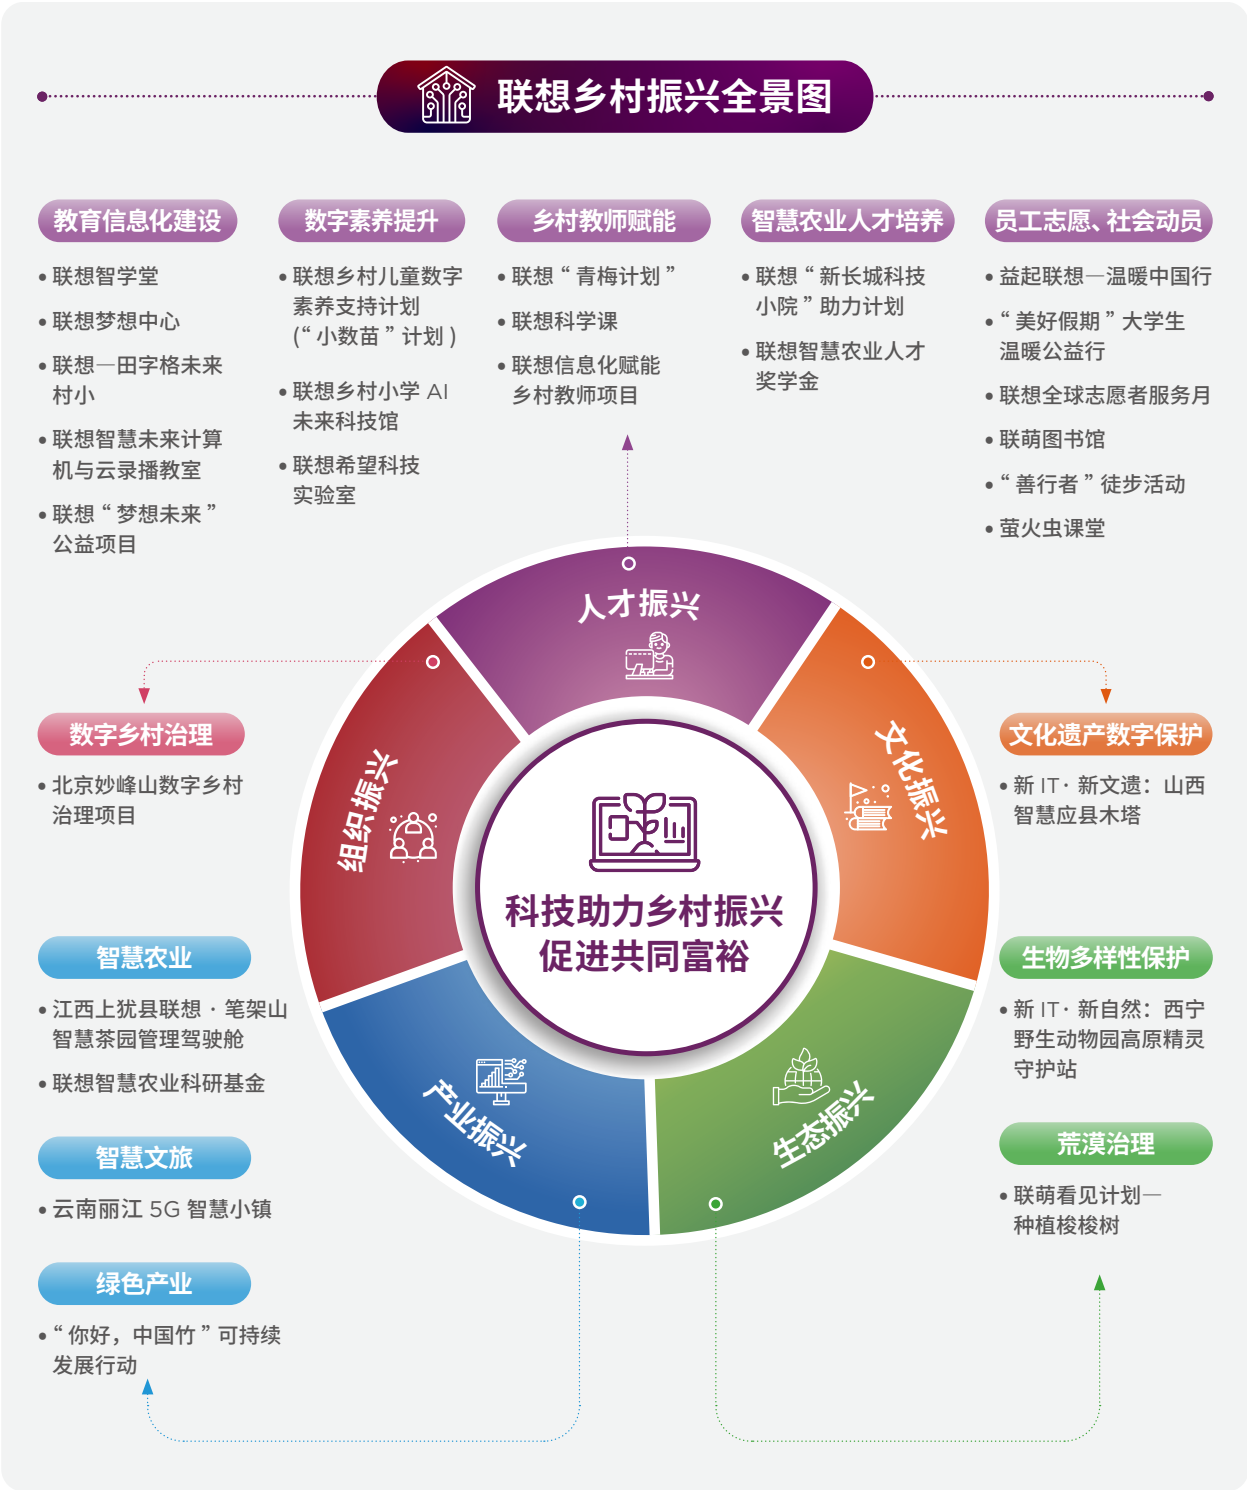 联想乡村振兴全景图
教育信息化建设
• 联想智学堂
• 联想梦想中心
• 联想—田字格未来
村小
• 联想智慧未来计算
机与云录播教室
• 联想“梦想未来”
公益项目
数字素养提升
• 联想乡村儿童数字
素养支持计划
(“小数苗”计划)
• 联想乡村小学 AI
未来科技馆
• 联想希望科技
实验室
乡村教师赋能
• 联想“青梅计划”
• 联想科学课
• 联想信息化赋能
乡村教师项目
智慧农业人才培养
• 联想“新长城科技
小院”助力计划
• 联想智慧农业人才
奖学金
员工志愿、社会动员
• 益起联想—温暖中国行
• “美好假期”大学生
温暖公益行
• 联想全球志愿者服务月
• 联萌图书馆
• “善行者”徒步活动
• 萤火虫课堂
人才振兴
文化振兴
生态振兴
产业振兴
组织振兴
科技助力乡村振兴
促进共同富裕
数字乡村治理
• 北京妙峰山数字乡村
治理项目
智慧农业
• 江西上犹县联想·笔架山
智慧茶园管理驾驶舱
• 联想智慧农业科研基金
智慧文旅
• 云南丽江 5G 智慧小镇
绿色产业
• “你好，中国竹”可持续
发展行动
文化遗产数字保护
• 新 IT· 新文遗：山西
智慧应县木塔
生物多样性保护
• 新 IT· 新自然：西宁
野生动物园高原精灵
守护站
荒漠治理
• 联萌看见计划—
种植梭梭树